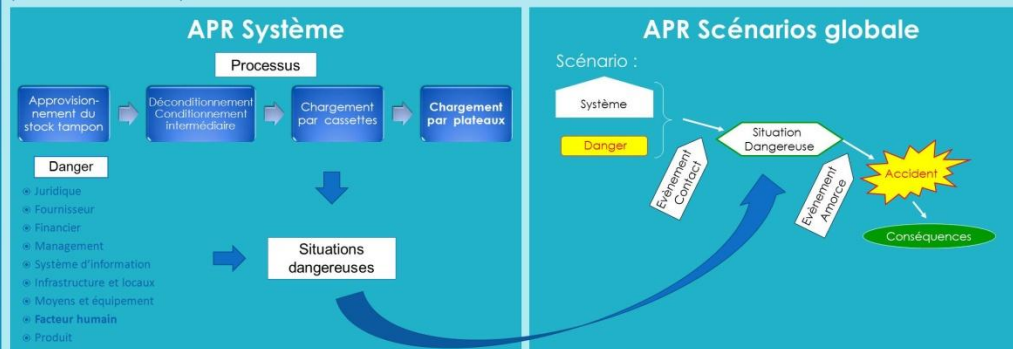 APR Système
Processus
Approvision-
nement du
stock tampon
Déconditionnement
Conditionnement
intermédiaire
Chargement
par cassettes
Chargement
par plateaux
Danger
Juridique
Fournisseur
Financier
Management
Système d'information
Infrastructure et locaux
Moyens et équipement
Facteur humain
Produit
Situations
dangereuses
APR Scénarios globale
Scénario :
Système
Danger
Evènement
Contact
Situation
Dangereuse
Evènement
Amorce
Accident
Conséquences